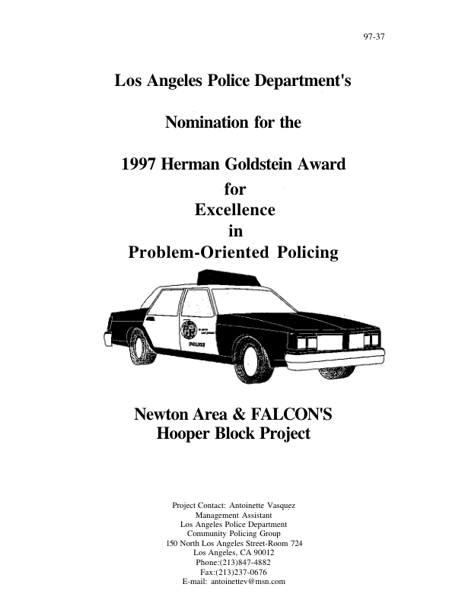 97-37
Los Angeles Police Department's
Nomination for the
1997 Herman Goldstein Award
for
Excellence
in
Problem-Oriented Policing
POLICE
Newton Area & FALCON'S
Hooper Block Project
Project Contact: Antoinette Vasquez
Management Assistant
Los Angeles Police Department
Community Policing Group
150 North Los Angeles Street-Room 724
Los Angeles, CA 90012
Phone:(213)847-4882
Fax:(213)237-0676
E-mail: antoinettev@msn.com